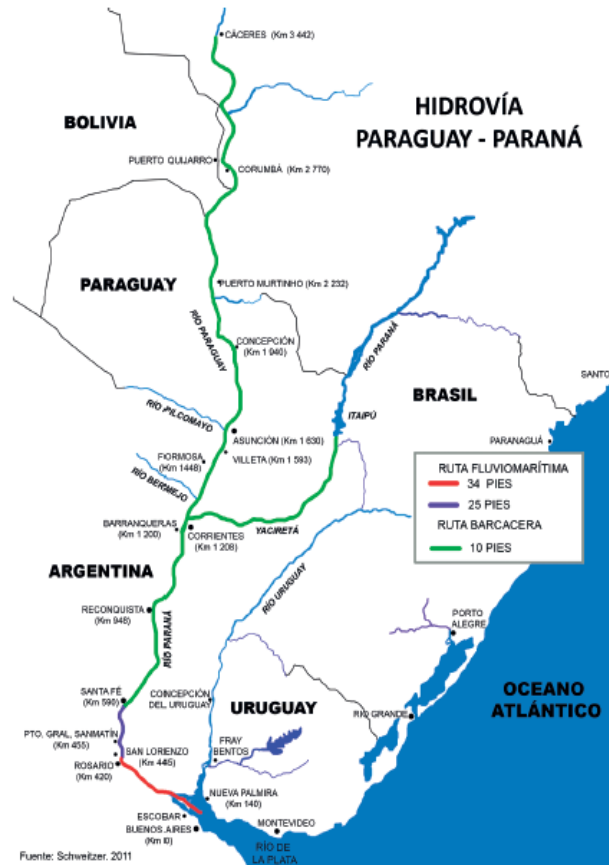 CÁCERES (Km 3 442)
HIDROVÍA
PARAGUAY - PARANÁ
BOLIVIA
PUERTO QUIJARRO
CORUMBÁ (Km 2 770)
PARAGUAY
PUERTO MURTINHO (Km 2 232)
RÍO PARAGUAY
CONCEPCIÓN
(Km 1 940)
RÍO PARANÁ
SANTO
BRASIL
ITAIPÚ
RÍO PILCOMAYO
ASUNCIÓN (Km 1 630)
PARANAGUÁ
VILLETA (Km 1 593)
FIORMOSA
(Km 1448)
RÍO BERMEJO
RUTA FLUVIOMARÍTIMA
34 PIES
25 PIES
RUTA BARCACERA
10 PIES
BARRANQUERAS
(Km 1 200)
CORRIENTES
(Km 1 208)
YACIRETÁ
ARGENTINA
RÍO URUGUAY
RECONQUISTA
(Km 948)
RÍO PARANÁ
PORTO
ALEGRE
SANTA FÉ
(Km 590)
CONCEPCIÓN
DEL URUGUAY
URUGUAY
RIO GRANDE
OCEANO
ATLÁNTICO
PTO. GRAL. SANMATÍN
(Km 455)
SAN LORENZO
(Km 445)
ROSARIO
(Km 420)
FRAY
BENTOS
NUEVA PALMIRA
(Km 140)
ESCOBAR
BUENOS AIRES
(Km l0)
MONTEVIDEO
RÍO DE
LA PLATA
Fuente: Schweitzer. 2011